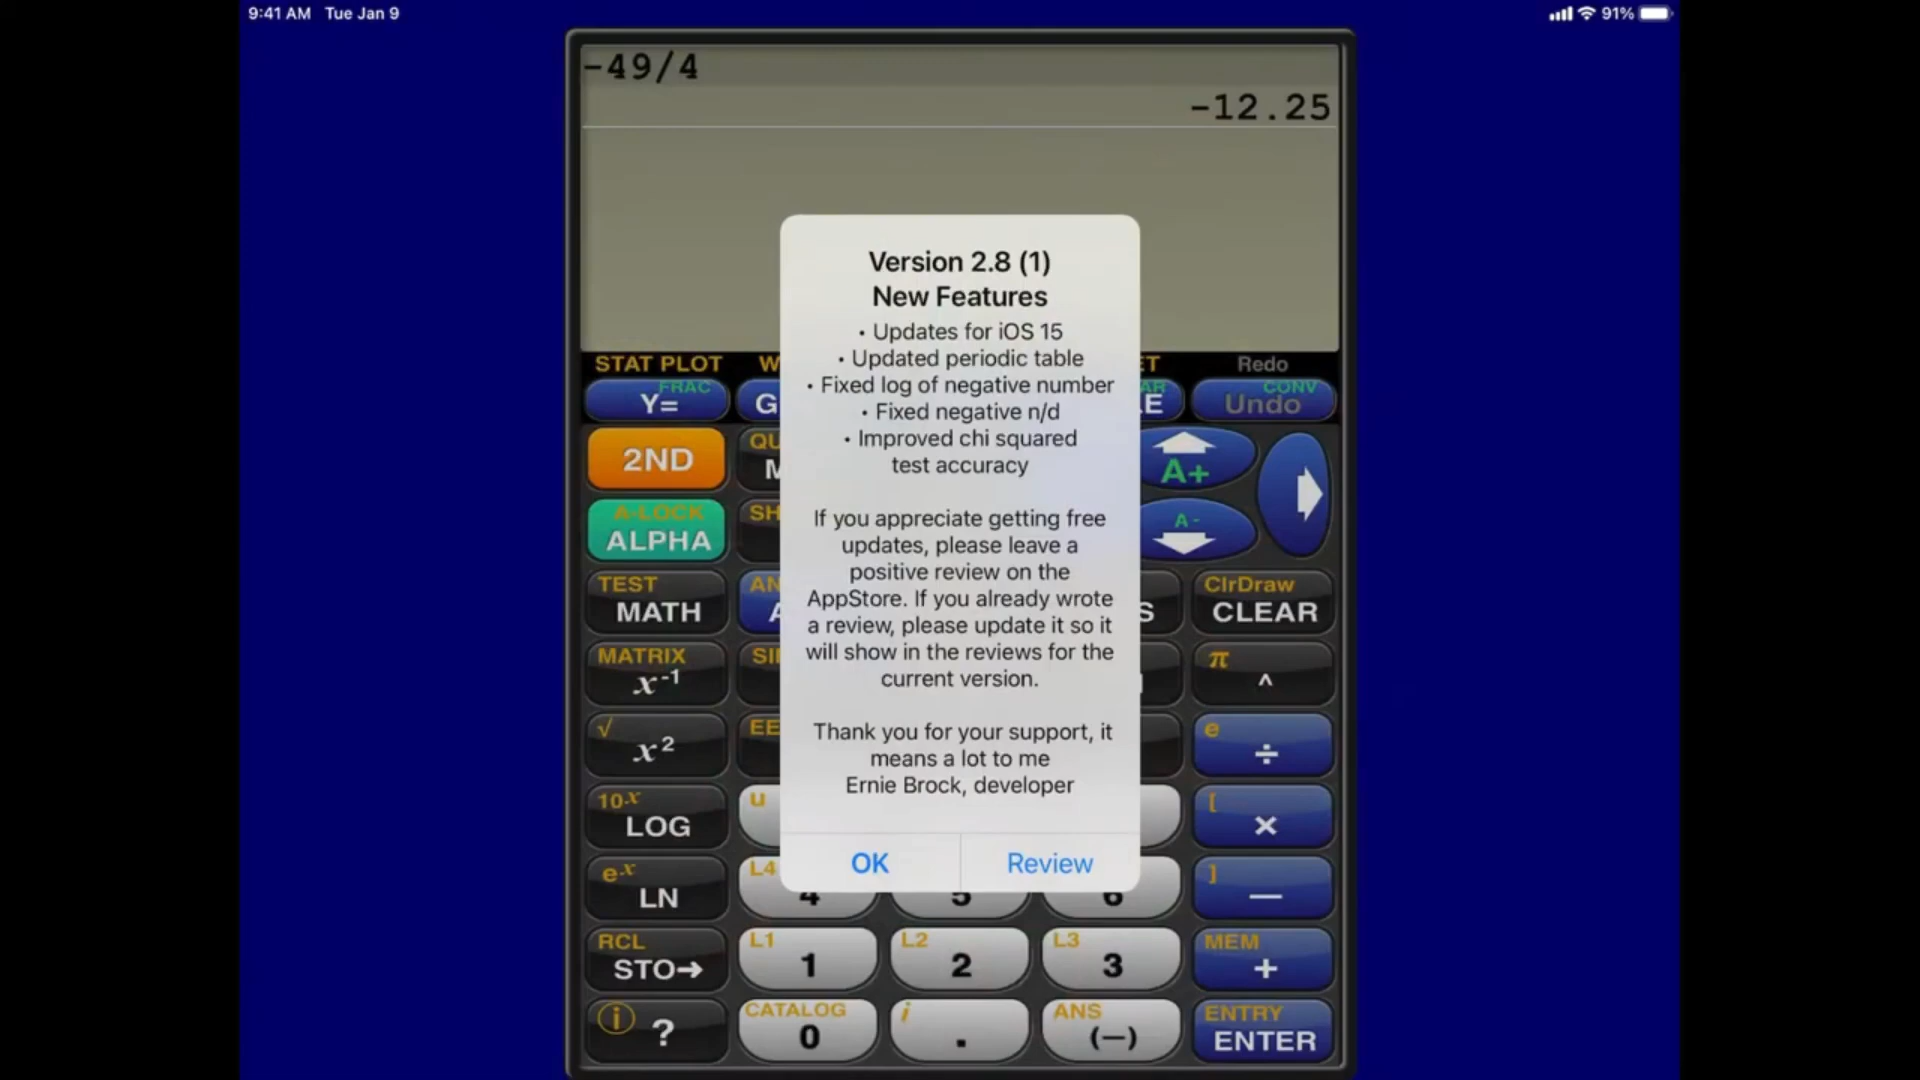 9:41 AM Tue Jan 9
91%
-49/4
-12.25
Version 2.8 (1)
New Features
• Updates for iOS 15
• Updated periodic table
• Fixed log of negative number
• Fixed negative n/d
• Improved chi squared
test accuracy
If you appreciate getting free
updates, please leave a
positive review on the
AppStore. If you already wrote
a review, please update it so it
will show in the reviews for the
current version.
Thank you for your support, it
means a lot to me
Ernie Brock, developer
OK Review
STAT PLOT Redo
FRAC CONV
Y= Undo
2ND A+
A-LOCK A-
ALPHA
TEST ClrDraw
MATH CLEAR
MATRIX π
x-1 ^
√ EE e
x2 ÷
10x u [
LOG ×
ex L4 ]
LN 4 5 6 —
RCL L1 L2 L3 MEM
STO→ 1 2 3 +
i CATALOG i ANS ENTRY
? 0 . (—) ENTER